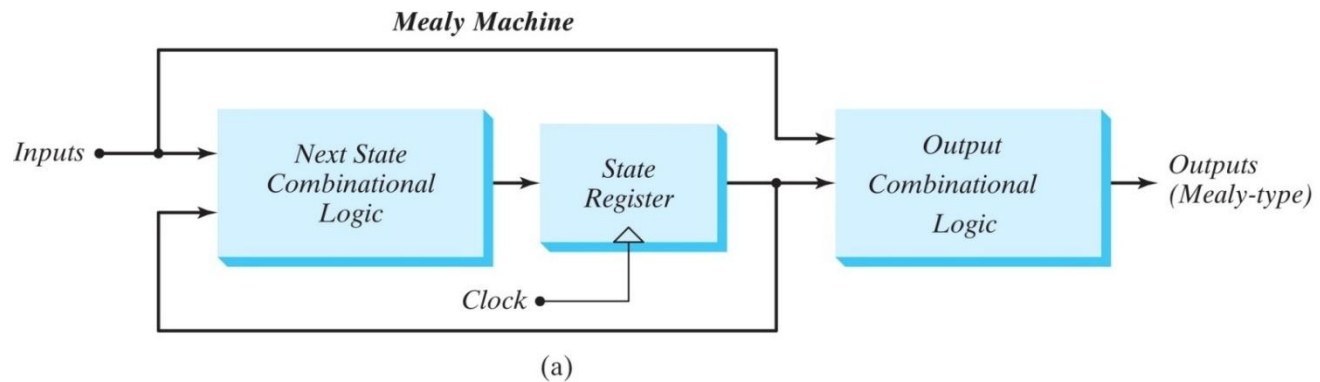 Mealy Machine
Inputs
Next State
Combinational
Logic
State
Register
Clock
Output
Combinational
Logic
Outputs
(Mealy-type)
(a)